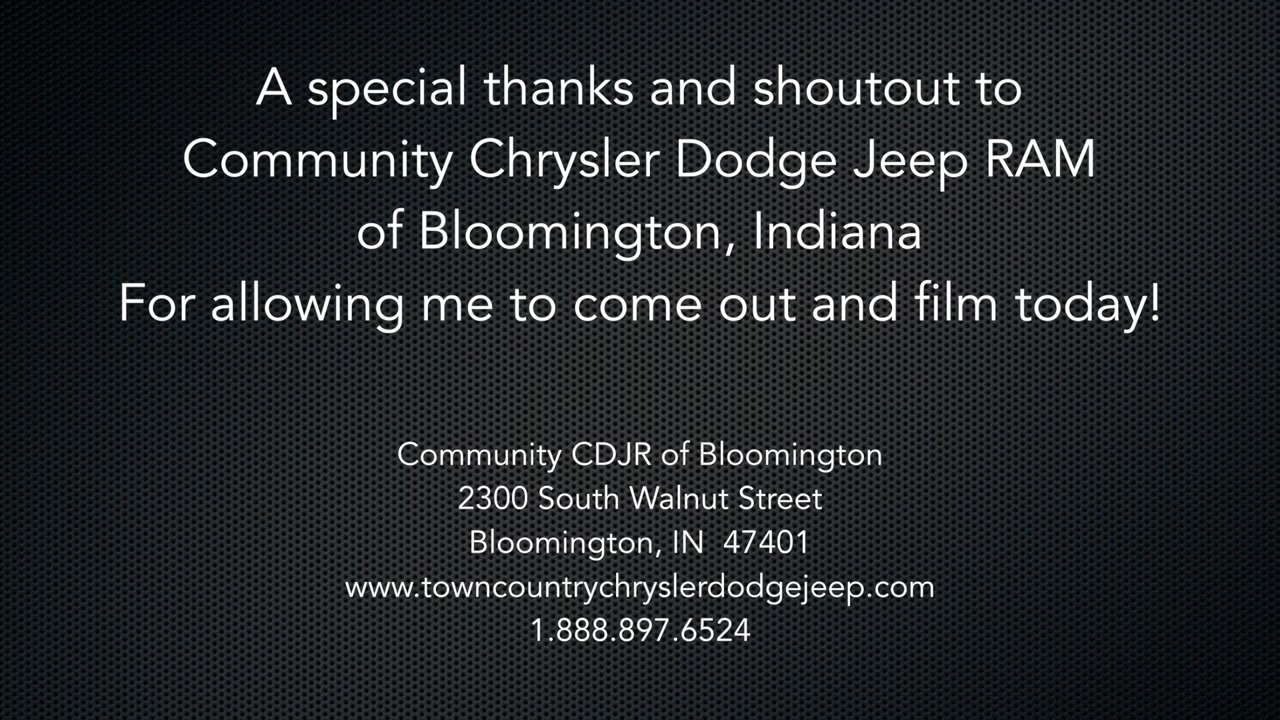 A special thanks and shoutout to
Community Chrysler Dodge Jeep RAM
of Bloomington, Indiana
For allowing me to come out and film today!
Community CDJR of Bloomington
2300 South Walnut Street
Bloomington, IN  47401
www.towncountrychryslerdodgejeep.com
1.888.897.6524